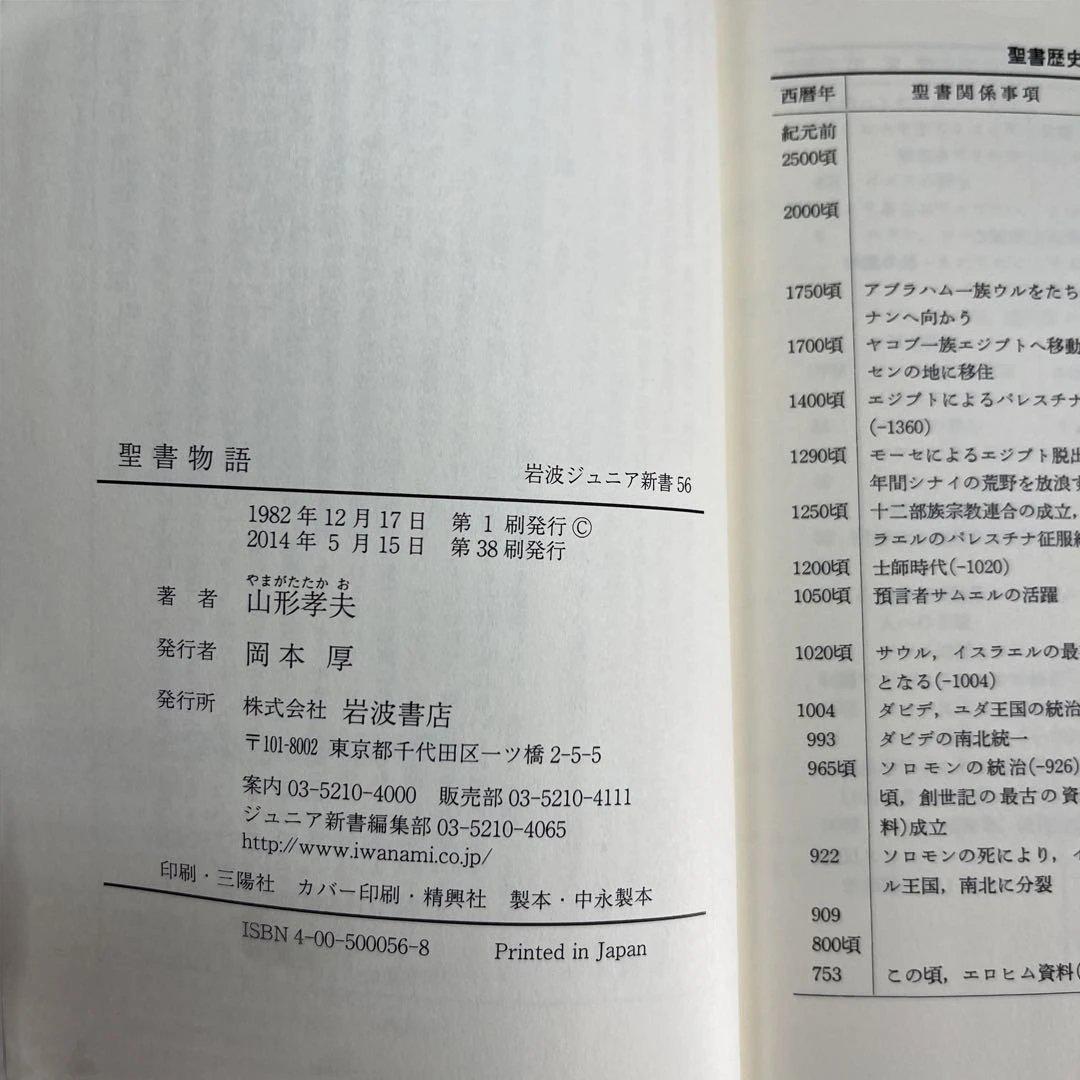 聖書物語
岩波ジュニア新書 56
1982年12月17日 第1刷発行©
2014年5月15日 第38刷発行
やまがたたかお
著者 山形孝夫
発行者 岡本厚
発行所 株式会社 岩波書店
〒101-8002 東京都千代田区一ツ橋 2-5-5
案内 03-5210-4000 販売部 03-5210-4111
ジュニア新書編集部 03-5210-4065
http://www.iwanami.co.jp/
印刷・三陽社 カバー印刷・精興社 製本・中永製本
ISBN 4-00-500056-8 Printed in Japan
聖書歴史
西暦年 聖書関係事項
紀元前
2500頃
2000頃
1750頃 アブラハム一族ウルをたち
ナンへ向かう
1700頃 ヤコブ一族エジプトへ移動
センの地に移住
1400頃 エジプトによるパレスチナ
(-1360)
1290頃 モーセによるエジプト脱出
年間シナイの荒野を放浪す
1250頃 十二部族宗教連合の成立,
ラエルのパレスチナ征服
1200頃 士師時代(-1020)
1050頃 預言者サムエルの活躍
1020頃 サウル,イスラエルの最
となる(-1004)
1004 ダビデ,ユダ王国の統治
993 ダビデの南北統一
965頃 ソロモンの統治(-926)
頃,創世記の最古の資
料)成立
922 ソロモンの死により,イ
ル王国,南北に分裂
909
800頃
753 この頃,エロヒム資料(